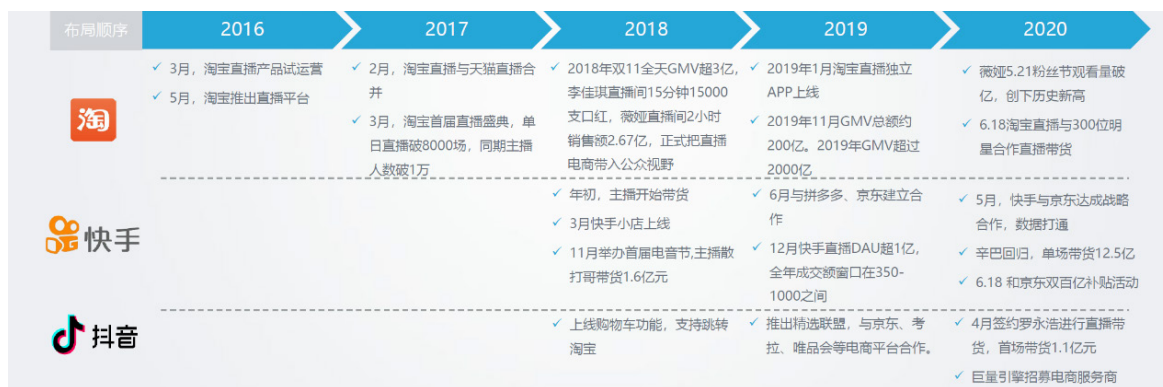 布局顺序 2016 2017 2018 2019 2020
淘
3月，淘宝直播产品试运营
5月，淘宝推出直播平台
2月，淘宝直播与天猫直播合
并
3月，淘宝首届直播盛典，单
日直播破8000场，同期主播
人数破1万
2018年双11全天GMV超3亿，
李佳琪直播间15分钟15000
支口红，薇娅直播间2小时
销售额2.67亿，正式把直播
电商带入公众视野
2019年1月淘宝直播独立
APP上线
2019年11月GMV总额约
200亿。2019年GMV超过
2000亿
薇娅5.21粉丝节观看量破
亿，创下历史新高
6.18淘宝直播与300位明
星合作直播带货
快手
年初，主播开始带货
3月快手小店上线
11月举办首届电音节,主播散
打哥带货1.6亿元
6月与拼多多、京东建立合
作
12月快手直播DAU超1亿，
全年成交额窗口在350-
1000之间
5月，快手与京东达成战略
合作，数据打通
辛巴回归，单场带货12.5亿
6.18 和京东双百亿补贴活动
抖音
上线购物车功能，支持跳转
淘宝
推出精选联盟，与京东、考
拉、唯品会等电商平台合作。
4月签约罗永浩进行直播带
货，首场带货1.1亿元
巨量引擎招募电商服务商